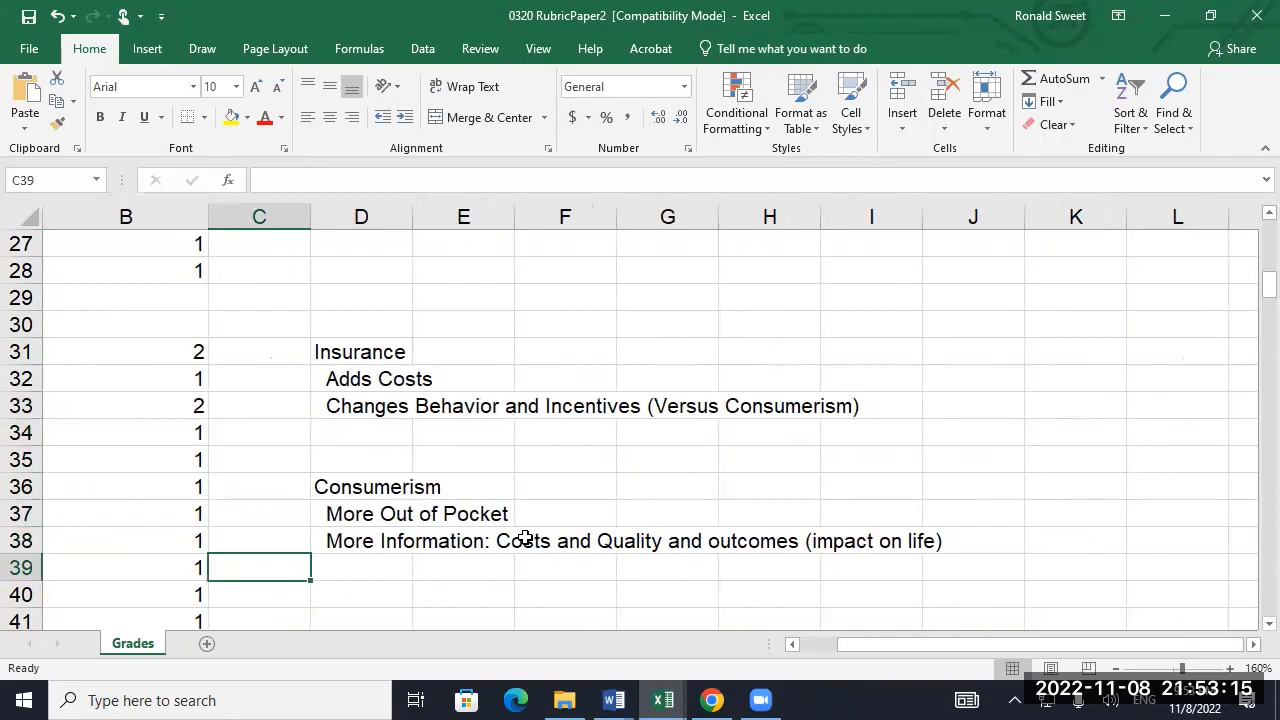 0320 RubricPaper2 [Compatibility Mode] - Excel
Ronald Sweet
File Home Insert Draw Page Layout Formulas Data Review View Help Acrobat Tell me what you want to do Share
Paste
Arial 10
B I U A
ab Wrap Text
Merge & Center
General
$ % ,
Conditional Formatting
Format as Table
Cell Styles
Insert
Delete
Format
AutoSum
Fill
Clear
Sort & Filter
Find & Select
Clipboard Font Alignment Number Styles Cells Editing
C39 fx
B C D E F G H I J K L
27 1
28 1
29
30
31 2 Insurance
32 1 Adds Costs
33 2 Changes Behavior and Incentives (Versus Consumerism)
34 1
35 1
36 1 Consumerism
37 1 More Out of Pocket
38 1 More Information: Costs and Quality and outcomes (impact on life)
39 1
40 1
41 1
Grades
Ready
160%
Type here to search
2022-11-08 21:53:15
ENG
11/8/2022